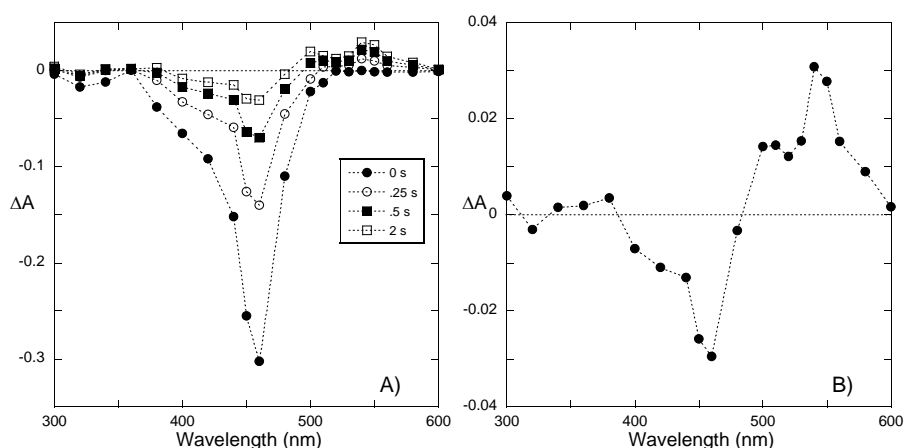 A)
0
-0.1
-0.2
-0.3
ΔA
0 s
.25 s
.5 s
2 s
300
400
500
600
Wavelength (nm)
B)
0.04
0.02
0
-0.02
-0.04
ΔA
300
400
500
600
Wavelength (nm)